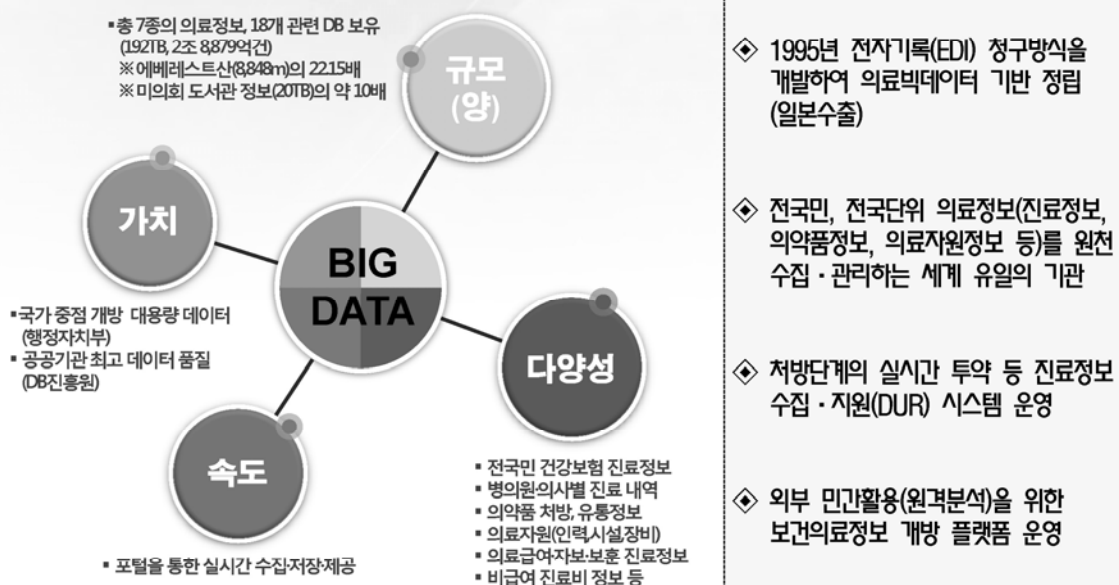 ▪총 7종의 의료정보, 18개 관련 DB 보유
(192TB, 2조 8,879억건)
※ 에베레스트산(8,848m)의 22.15배
※ 미의회 도서관 정보(20TB)의 약 10배
규모
(양)
가치
BIG
DATA
▪국가 중점 개방 대용량 데이터
(행정자치부)
▪ 공공기관 최고 데이터 품질
(DB진흥원)
다양성
속도
▪ 전국민 건강보험 진료정보
▪ 병의원·의사별 진료 내역
▪ 의약품 처방, 유통정보
▪ 의료자원(인력,시설,장비)
▪ 의료급여·자보·보훈 진료정보
▪ 비급여 진료비 정보 등
▪ 포털을 통한 실시간 수집·저장·제공
◈ 1995년 전자기록(EDI) 청구방식을
개발하여 의료빅데이터 기반 정립
(일본수출)
◈ 전국민, 전국단위 의료정보(진료정보,
의약품정보, 의료자원정보 등)를 원천
수집·관리하는 세계 유일의 기관
◈ 처방단계의 실시간 투약 등 진료정보
수집·지원(DUR) 시스템 운영
◈ 외부 민간활용(원격분석)을 위한
보건의료정보 개방 플랫폼 운영